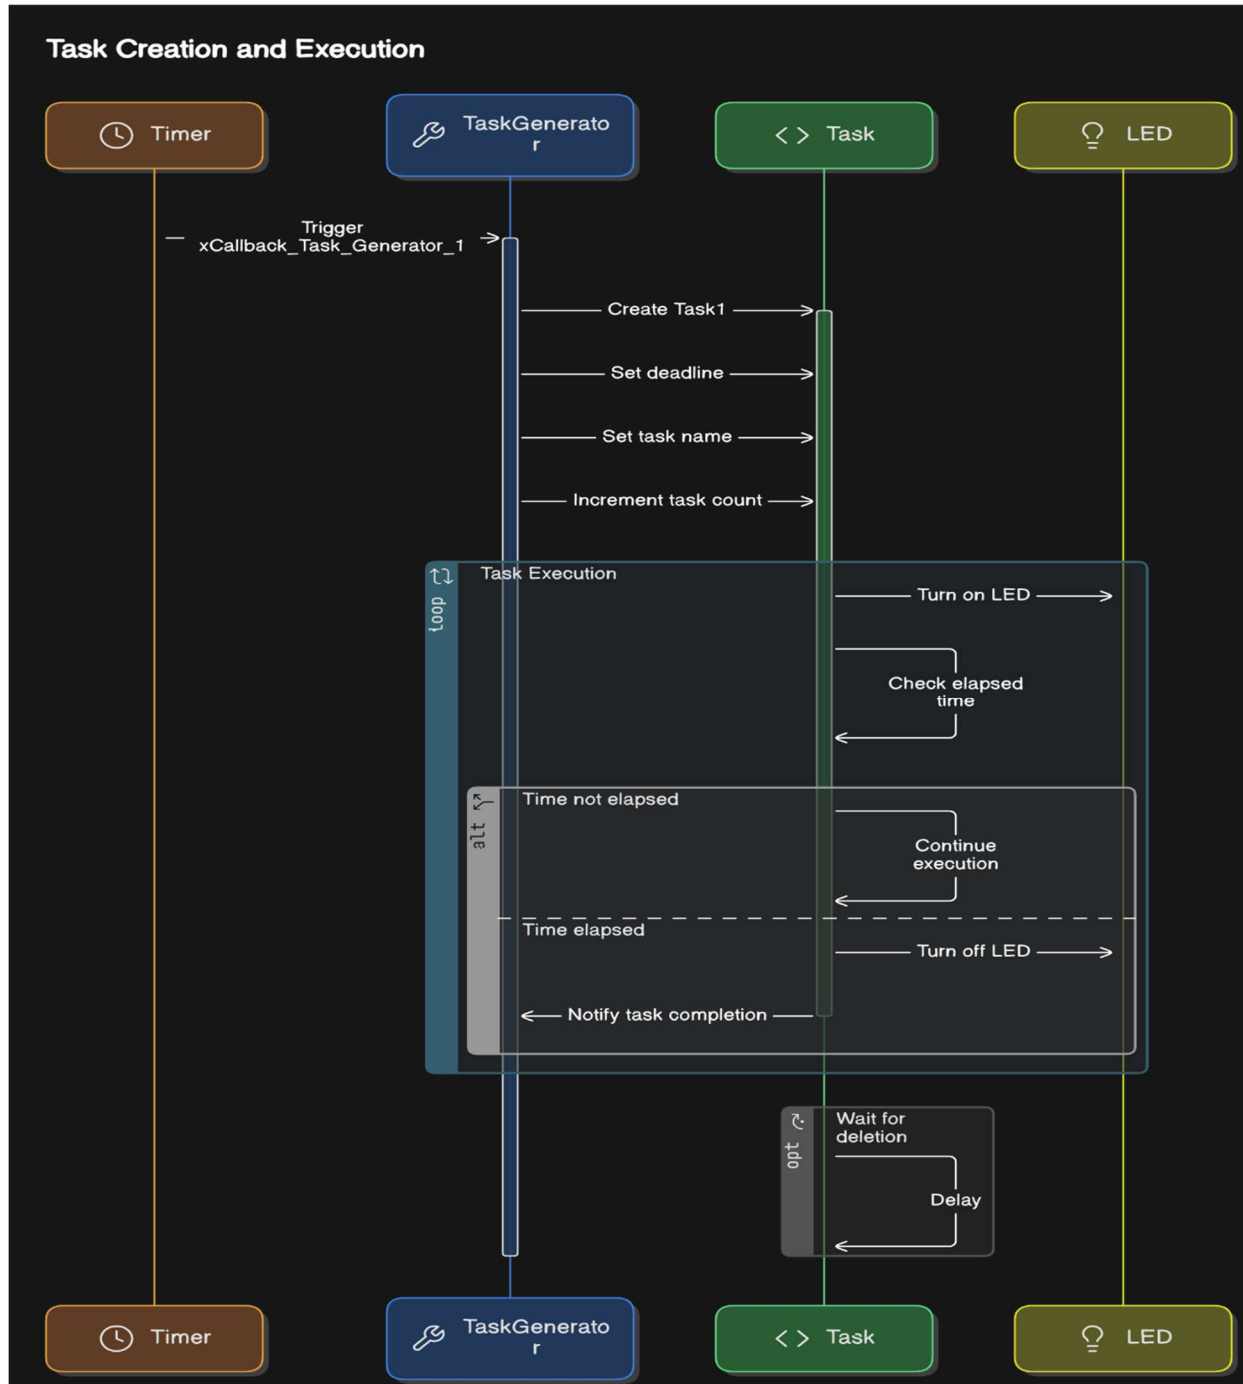 Task Creation and Execution
Timer
TaskGenerato
r
Task
LED
Trigger
xCallback_Task_Generator_1
Create Task1
Set deadline
Set task name
Increment task count
loop
Task Execution
Turn on LED
Check elapsed
time
alt
Time not elapsed
Continue
execution
Time elapsed
Turn off LED
Notify task completion
opt
Wait for
deletion
Delay
Timer
TaskGenerato
r
Task
LED